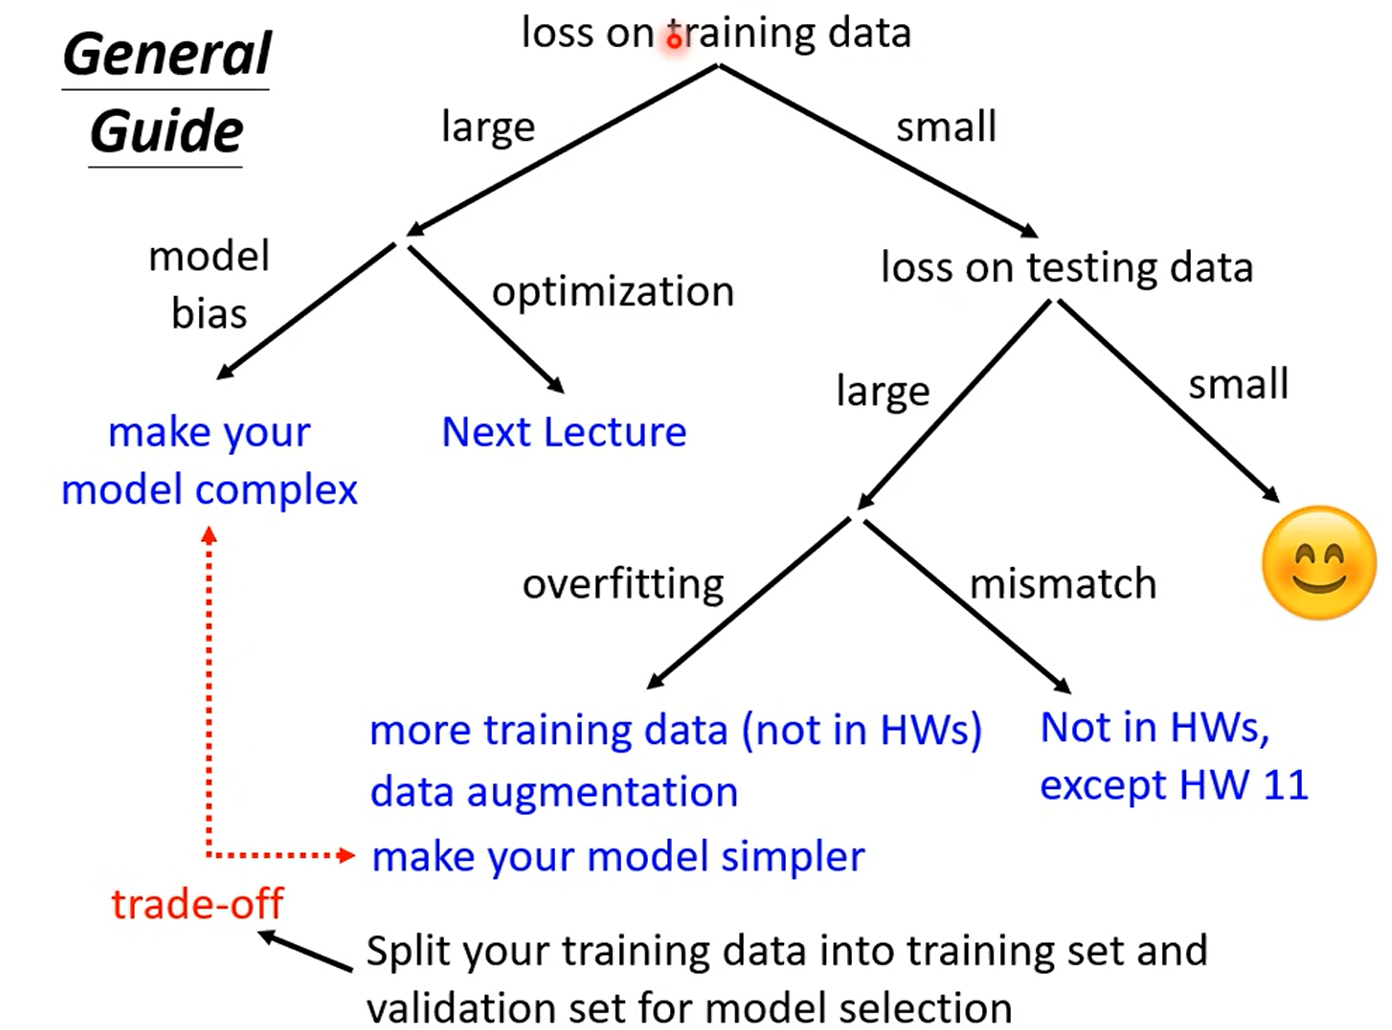 General
Guide
loss on training data
large
small
model
bias
optimization
loss on testing data
large
small
make your
model complex
Next Lecture
overfitting
mismatch
more training data (not in HWs)
data augmentation
make your model simpler
Not in HWs,
except HW 11
trade-off
Split your training data into training set and
validation set for model selection